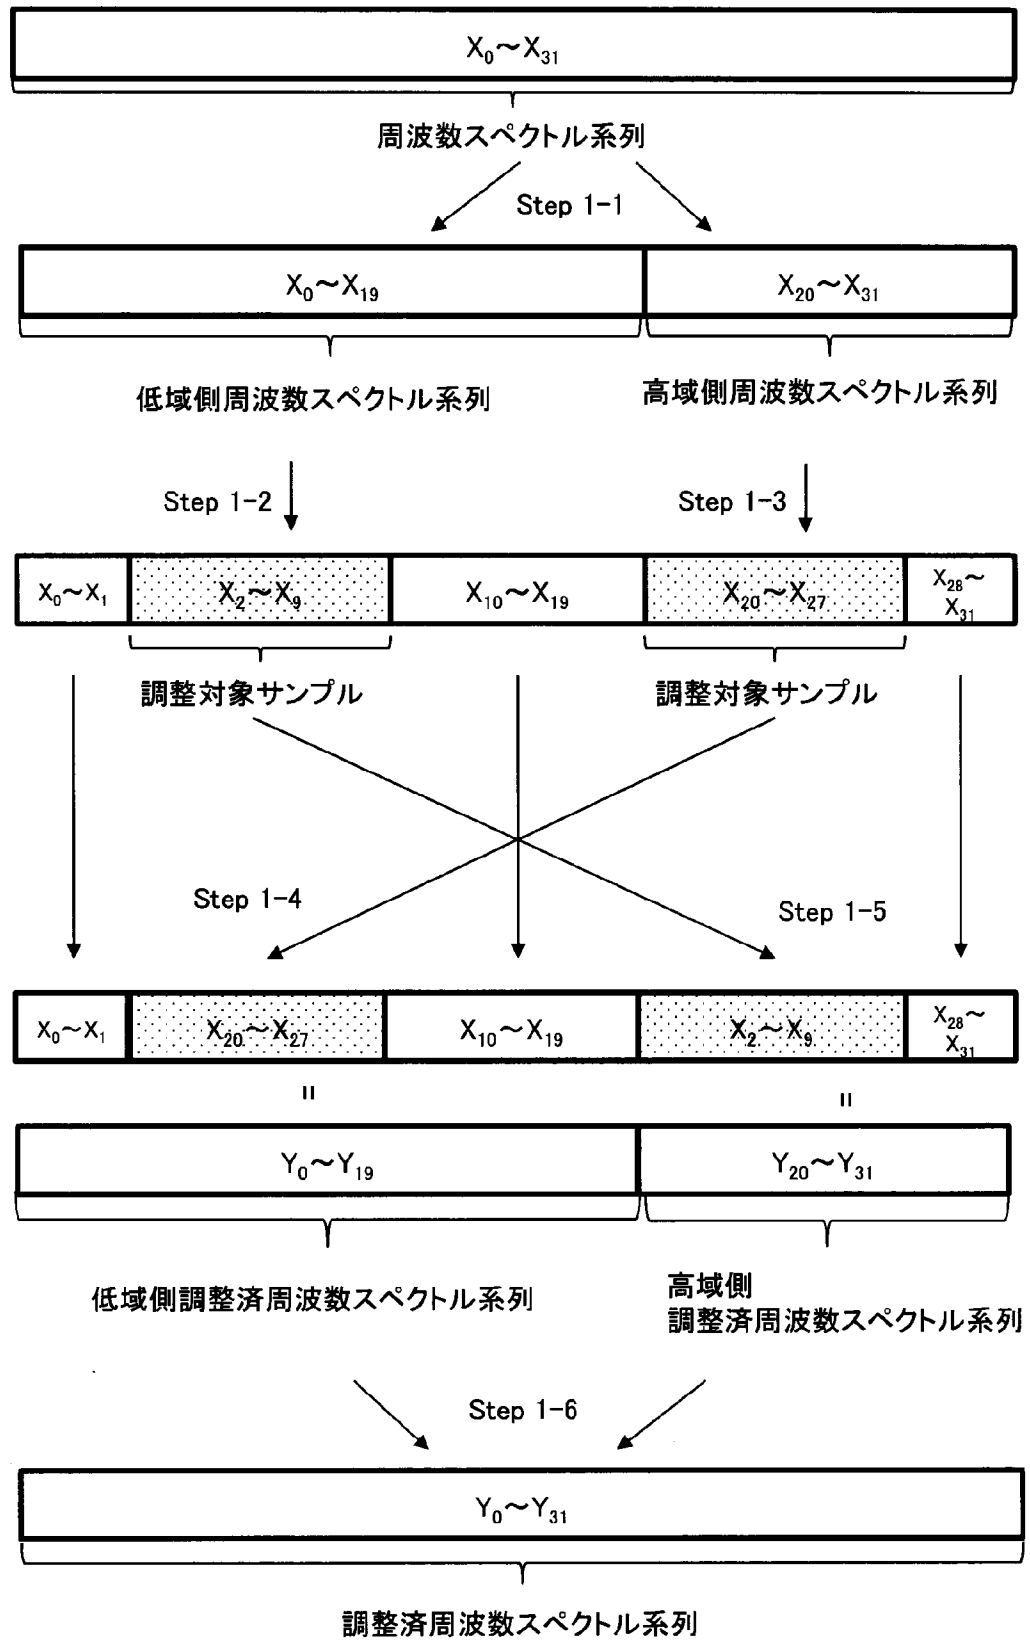 X0～X31
周波数スペクトル系列
Step 1-1
X0～X19
X20～X31
低域側周波数スペクトル系列
高域側周波数スペクトル系列
Step 1-2
Step 1-3
X0～X1
X2～X9
X10～X19
X20～X27
X28～
X31
調整対象サンプル
調整対象サンプル
Step 1-4
Step 1-5
X0～X1
X20～X27
X10～X19
X2～X9
X28～
X31
=
=
Y0～Y19
Y20～Y31
低域側調整済周波数スペクトル系列
高域側
調整済周波数スペクトル系列
Step 1-6
Y0～Y31
調整済周波数スペクトル系列